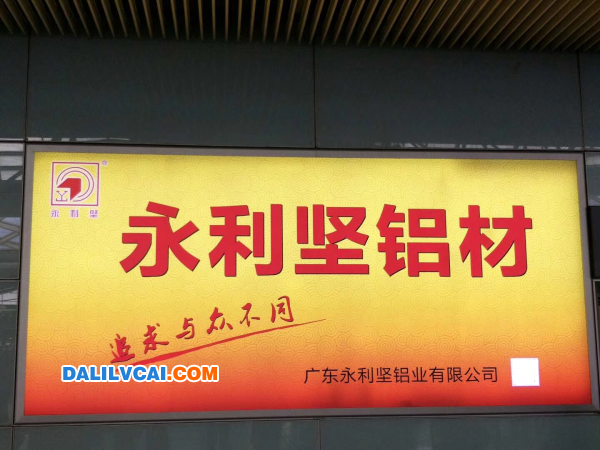 ®
永利坚
永利坚铝材
追求与众不同
DALILVCAI.COM
广东永利坚铝业有限公司